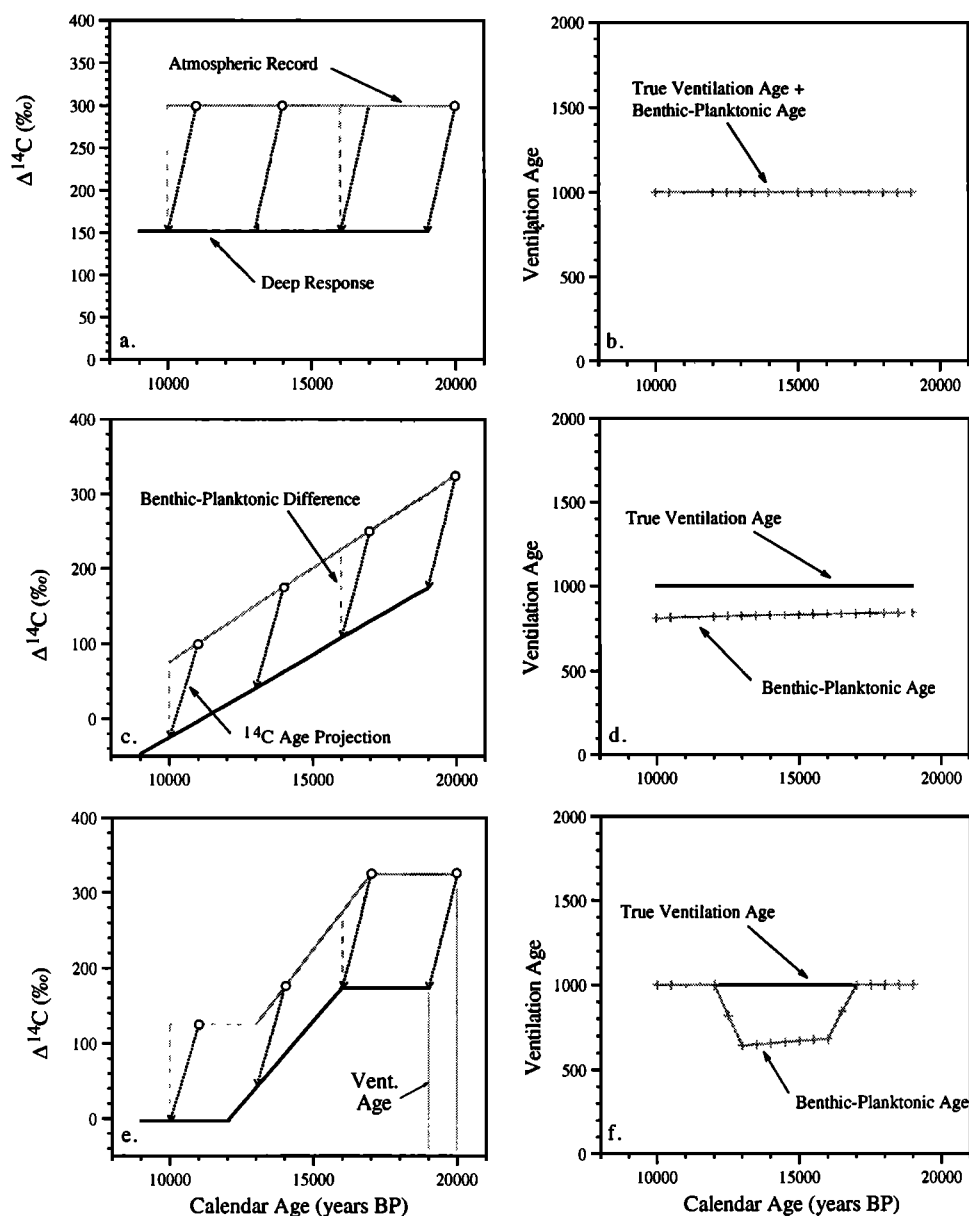 400
300
250
200
150
100
50
0
Δ¹⁴C (‰)
Atmospheric Record
Deep Response
a.
10000 15000 20000
2000
1500
1000
500
0
Ventilation Age
True Ventilation Age +
Benthic-Planktonic Age
b.
10000 15000 20000
400
300
200
100
0
Δ¹⁴C (‰)
Benthic-Planktonic Difference
¹⁴C Age Projection
c.
10000 15000 20000
2000
1500
1000
500
0
Ventilation Age
True Ventilation Age
Benthic-Planktonic Age
d.
10000 15000 20000
400
300
200
100
0
Δ¹⁴C (‰)
Vent.
Age
e.
10000 15000 20000
Calendar Age (years BP)
2000
1500
1000
500
0
Ventilation Age
True Ventilation Age
Benthic-Planktonic Age
f.
10000 15000 20000
Calendar Age (years BP)